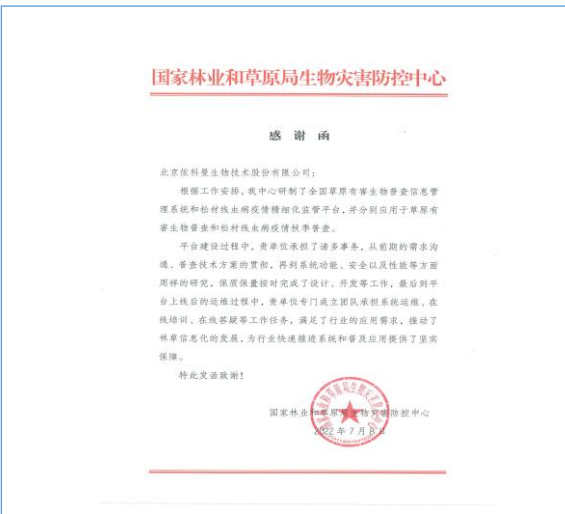 国家林业和草原局生物灾害防控中心
感谢函
北京依科曼生物技术股份有限公司：
根据工作安排，我中心研制了全国草原有害生物普查信息管
理系统和松材线虫病疫情精细化监管平台，并分别应用于草原有
害生物普查和松材线虫病疫情秋季普查。
平台建设过程中，贵单位承担了诸多事务，从前期的需求沟
通、普查技术方案的贯彻，再到系统功能、安全以及性能等方面
周祥的研究，保质保量按时完成了设计、开发等工作，最后到平
台上线后的运维过程中，贵单位专门成立团队承担系统运维、在
线培训、在线答疑等工作任务，满足了行业的应用需求，推动了
林草信息化的发展，为行业快速推进系统和普及应用提供了坚实
保障。
特此发函致谢！
国家林业和草原局生物灾害防控中心
2022年7月8日